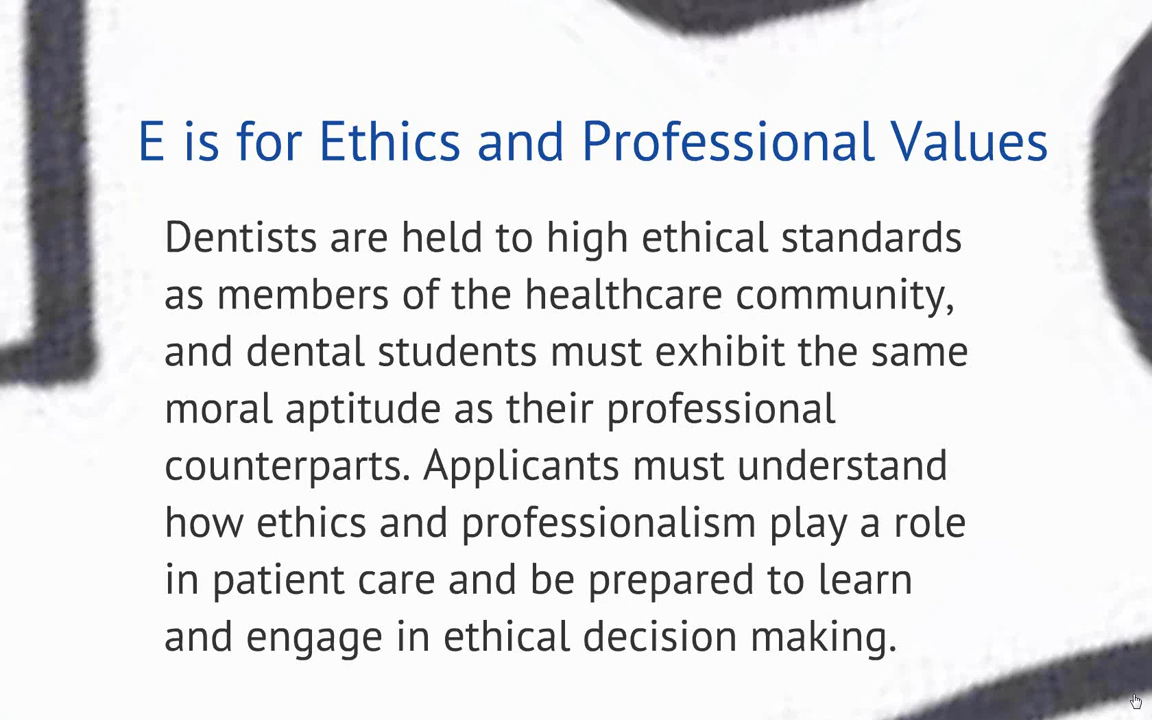 E is for Ethics and Professional Values
Dentists are held to high ethical standards
as members of the healthcare community,
and dental students must exhibit the same
moral aptitude as their professional
counterparts. Applicants must understand
how ethics and professionalism play a role
in patient care and be prepared to learn
and engage in ethical decision making.